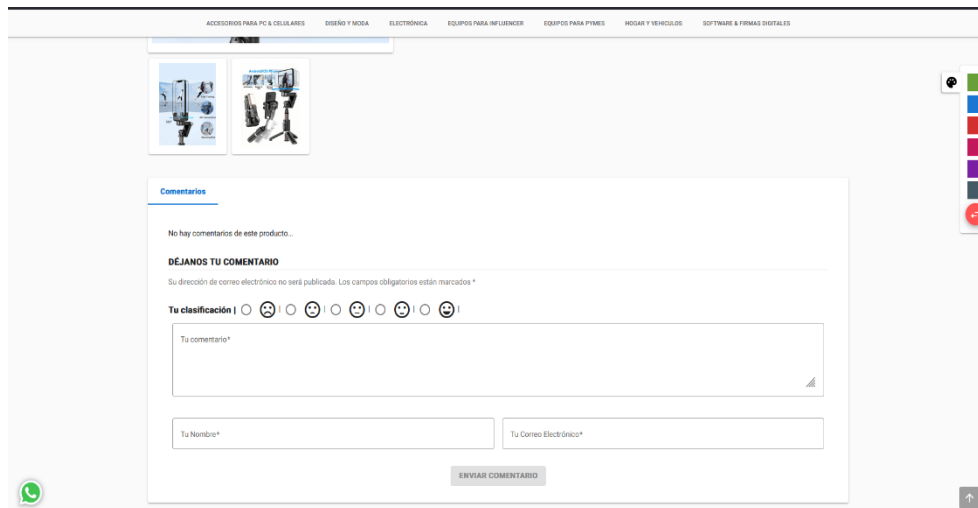 ACCESORIOS PARA PC & CELULARES DISEÑO Y MODA ELECTRÓNICA EQUIPOS PARA INFLUENCER EQUIPOS PARA PYMES HOGAR Y VEHICULOS SOFTWARE & FIRMAS DIGITALES
Comentarios
No hay comentarios de este producto...
DÉJANOS TU COMENTARIO
Su dirección de correo electrónico no será publicada. Los campos obligatorios están marcados *
Tu clasificación |
Tu comentario*
Tu Nombre* Tu Correo Electrónico*
ENVIAR COMENTARIO